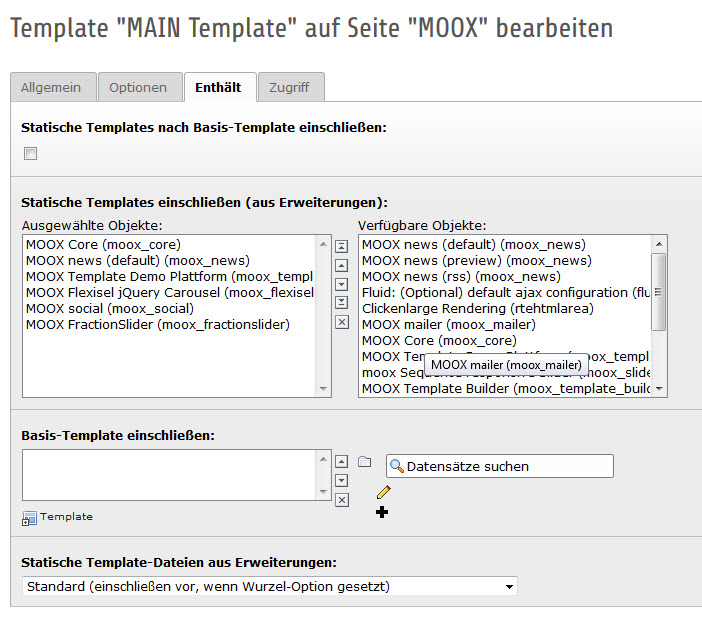 Template "MAIN Template" auf Seite "MOOX" bearbeiten
Allgemein Optionen Enthält Zugriff
Statische Templates nach Basis-Template einschließen:
Statische Templates einschließen (aus Erweiterungen):
Ausgewählte Objekte:
MOOX Core (moox_core)
MOOX news (default) (moox_news)
MOOX Template Demo Plattform (moox_templ
MOOX Flexisel jQuery Carousel (moox_flexisel
MOOX social (moox_social)
MOOX FractionSlider (moox_fractionslider)
Verfügbare Objekte:
MOOX news (default) (moox_news)
MOOX news (preview) (moox_news)
MOOX news (rss) (moox_news)
Fluid: (Optional) default ajax configuration (flu
Clickenlarge Rendering (rtehtmlarea)
MOOX mailer (moox_mailer)
MOOX Core (moox_core)
MOOX (moox_templ
MOOX mailer (moox_mailer)
moox (moox_slide
MOOX Template Builder (moox_template_build
Basis-Template einschließen:
Datensätze suchen
Template
Statische Template-Dateien aus Erweiterungen:
Standard (einschließen vor, wenn Wurzel-Option gesetzt)